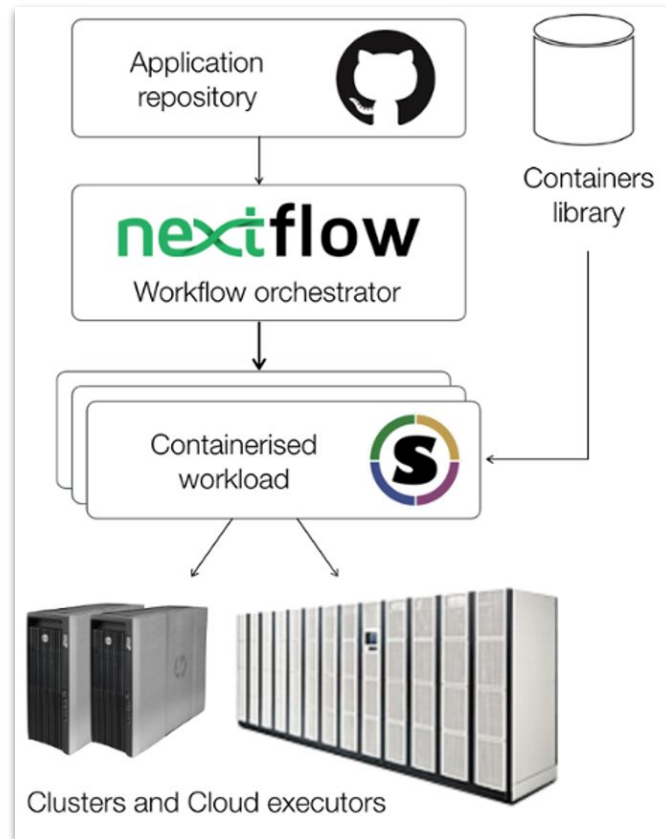 Application
repository
nextflow
Workflow orchestrator
Containers
library
Containerised
workload
S
Clusters and Cloud executors